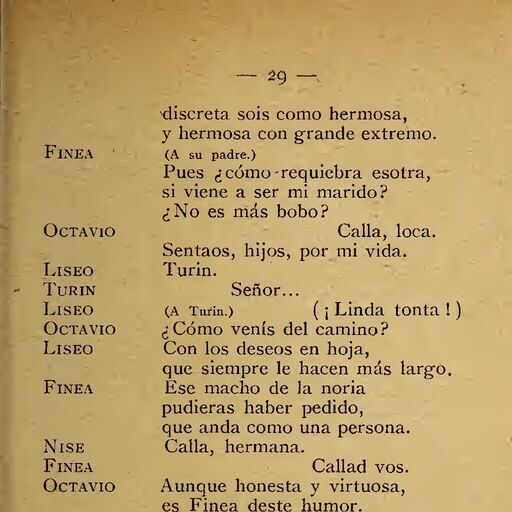 — 29 —
discreta sois como hermosa,
y hermosa con grande extremo.
FINEA (A su padre.)
Pues ¿cómo requiebra esotra,
si viene a ser mi marido?
¿No es más bobo?
OCTAVIO Calla, loca.
Sentaos, hijos, por mi vida.
LISEO Turin.
TURIN Señor...
LISEO (A Turin.) (¡Linda tonta!)
OCTAVIO ¿Cómo venís del camino?
LISEO Con los deseos en hoja,
que siempre le hacen más largo.
FINEA Ese macho de la noria
pudieras haber pedido,
que anda como una persona.
NISE Calla, hermana.
FINEA Callad vos.
OCTAVIO Aunque honesta y virtuosa,
es Finea deste humor.